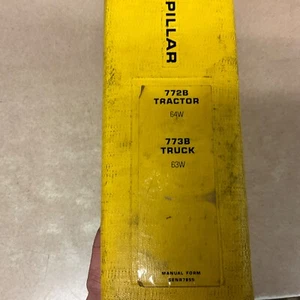 PILLAR
772B
TRACTOR
64W
773B
TRUCK
63W
MANUAL FORM